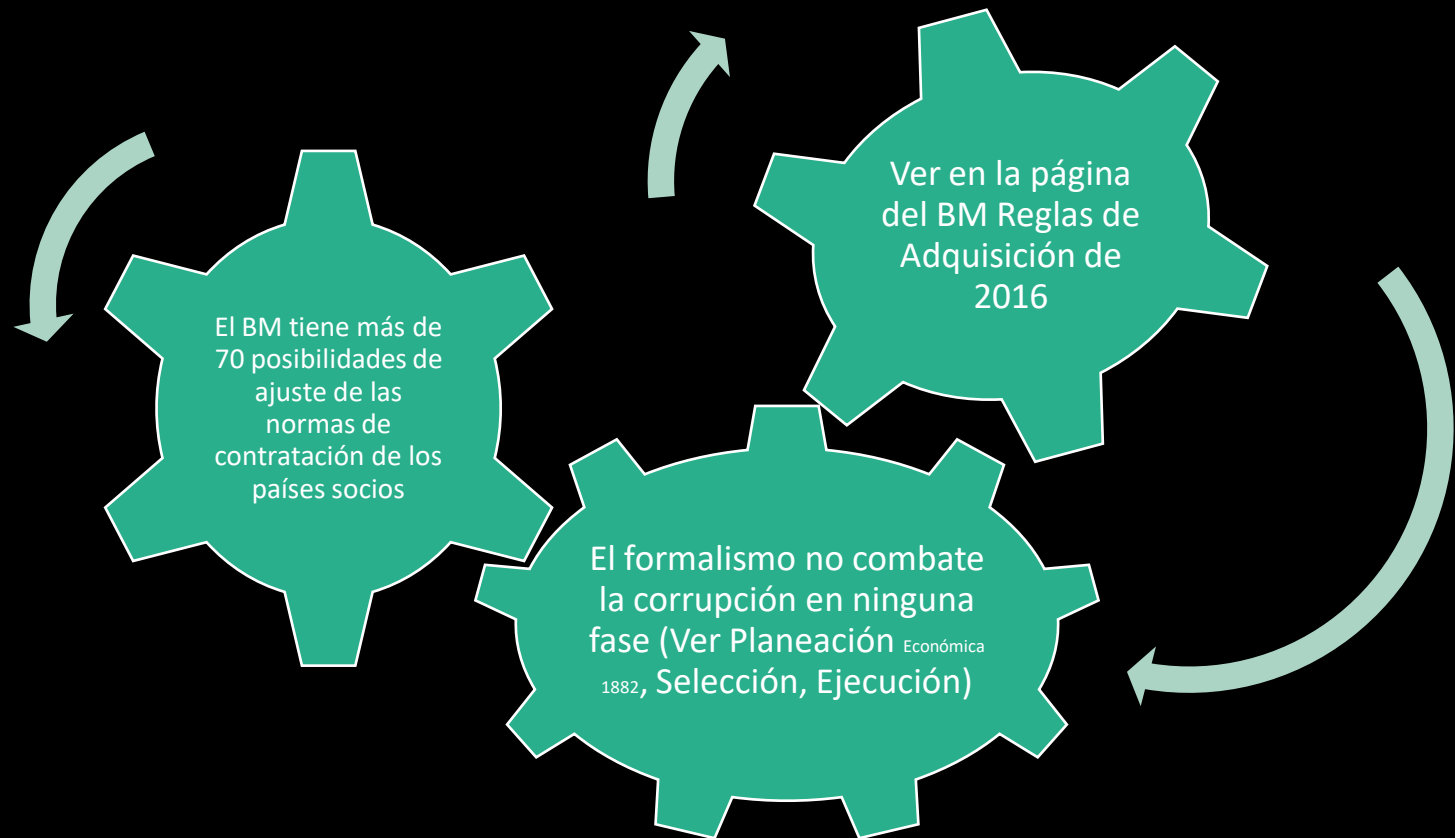 El BM tiene más de
70 posibilidades de
ajuste de las
normas de
contratación de los
países socios
Ver en la página
del BM Reglas de
Adquisición de
2016
El formalismo no combate
la corrupción en ninguna
fase (Ver Planeación Económica
1882, Selección, Ejecución)